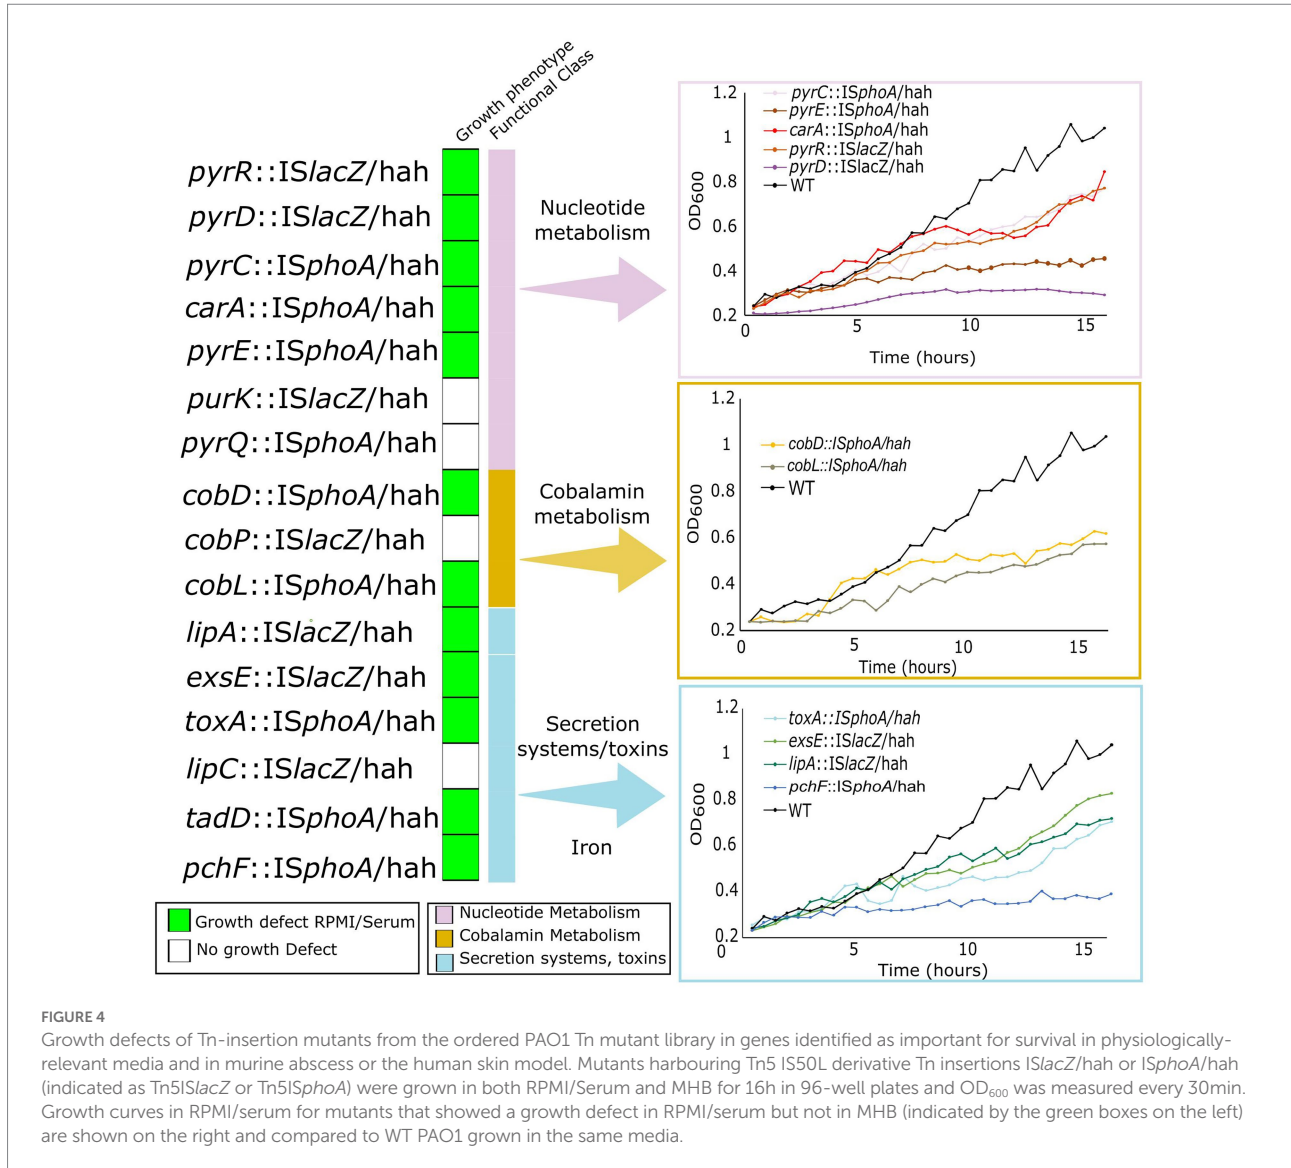 Growth phenotype
Functional Class
pyrR::ISlacZ/hah
pyrD::ISlacZ/hah
pyrC::ISphoA/hah
carA::ISphoA/hah
pyrE::ISphoA/hah
purK::ISlacZ/hah
pyrQ::ISphoA/hah
cobD::ISphoA/hah
cobP::ISlacZ/hah
cobL::ISphoA/hah
lipA::ISlacZ/hah
exsE::ISlacZ/hah
toxA::ISphoA/hah
lipC::ISlacZ/hah
tadD::ISphoA/hah
pchF::ISphoA/hah
Growth defect RPMI/Serum
No growth Defect
Nucleotide Metabolism
Cobalamin Metabolism
Secretion systems, toxins
Nucleotide
metabolism
Cobalamin
metabolism
Secretion
systems/toxins
Iron
1.2
1
0.8
0.6
0.4
0.2
OD600
pyrC::ISphoA/hah
pyrE::ISphoA/hah
carA::ISphoA/hah
pyrR::ISlacZ/hah
pyrD::ISlacZ/hah
WT
0 5 10 15
Time (hours)
1.2
1
0.8
0.6
0.4
0.2
OD600
cobD::ISphoA/hah
cobL::ISphoA/hah
WT
0 5 10 15
Time (hours)
1.2
1
0.8
0.6
0.4
0.2
OD600
toxA::ISphoA/hah
exsE::ISlacZ/hah
lipA::ISlacZ/hah
pchF::ISphoA/hah
WT
0 5 10 15
Time (hours)
FIGURE 4
Growth defects of Tn-insertion mutants from the ordered PAO1 Tn mutant library in genes identified as important for survival in physiologically-
relevant media and in murine abscess or the human skin model. Mutants harbouring Tn5 IS50L derivative Tn insertions ISlacZ/hah or ISphoA/hah
(indicated as Tn5ISlacZ or Tn5ISphoA) were grown in both RPMI/Serum and MHB for 16h in 96-well plates and OD600 was measured every 30min.
Growth curves in RPMI/serum for mutants that showed a growth defect in RPMI/serum but not in MHB (indicated by the green boxes on the left)
are shown on the right and compared to WT PAO1 grown in the same media.